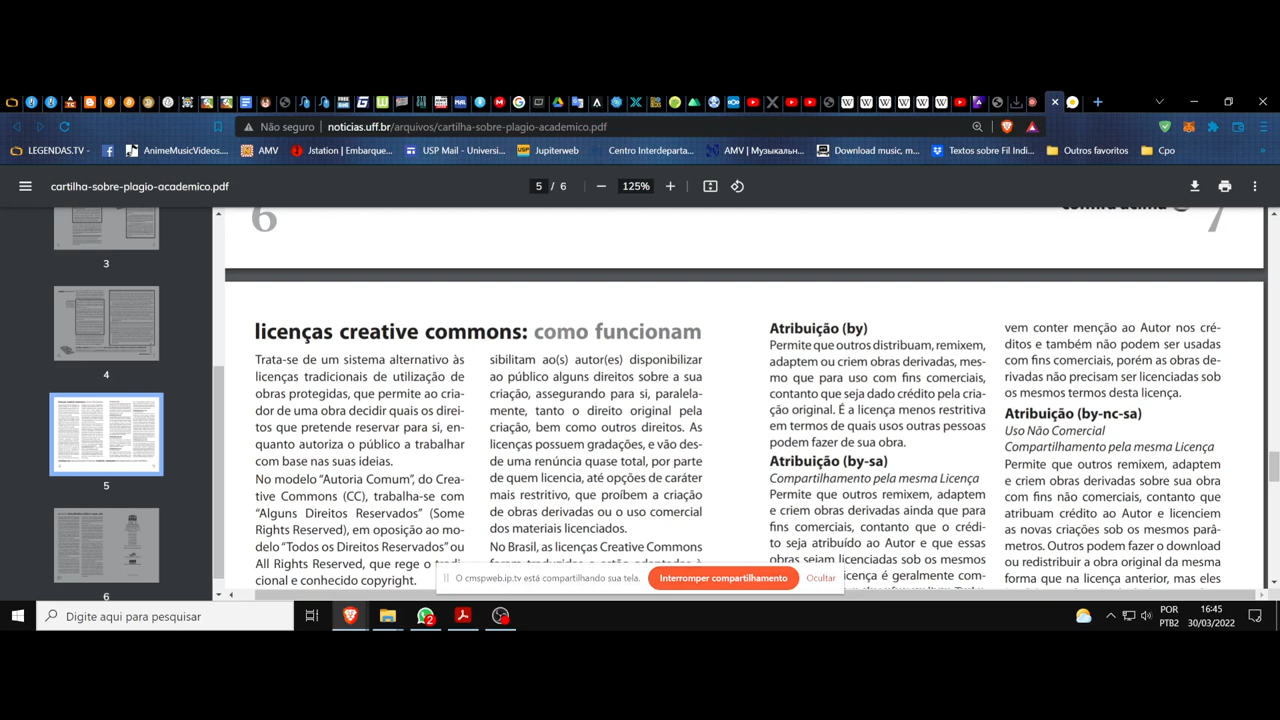 Não seguro
noticias.uff.br/arquivos/cartilha-sobre-plagio-academico.pdf
LEGENDAS.TV -
AnimeMusicVideos...
AMV
Jstation | Embarque...
USP Mail - Universi...
Jupiterweb
Centro Interdeparta...
AMV | Музыкальн...
Download music, m...
Textos sobre Fil Indi...
Outros favoritos
Cpo
cartilha-sobre-plagio-academico.pdf
5 / 6
125%
3
4
5
6
6
7
licenças creative commons: como funcionam
Trata-se de um sistema alternativo às
licenças tradicionais de utilização de
obras protegidas, que permite ao cria-
dor de uma obra decidir quais os direi-
tos que pretende reservar para si, en-
quanto autoriza o público a trabalhar
com base nas suas ideias.
No modelo “Autoria Comum”, do Crea-
tive Commons (CC), trabalha-se com
“Alguns Direitos Reservados” (Some
Rights Reserved), em oposição ao mo-
delo “Todos os Direitos Reservados” ou
All Rights Reserved, que rege o tradi-
cional e conhecido copyright.
sibilitam ao(s) autor(es) disponibilizar
ao público alguns direitos sobre a sua
criação, assegurando para si, paralela-
mente, tanto o direito original pela
criação, bem como outros direitos. As
licenças possuem gradações, e vão des-
de uma renúncia quase total, por parte
de quem licencia, até opções de caráter
mais restritivo, que proíbem a criação
de obras derivadas ou o uso comercial
dos materiais licenciados.
No Brasil, as licenças Creative Commons
Atribuição (by)
Permite que outros distribuam, remixem,
adaptem ou criem obras derivadas, mes-
mo que para uso com fins comerciais,
contanto que seja dado crédito pela cria-
ção original. É a licença menos restritiva
em termos de quais usos outras pessoas
podem fazer de sua obra.
Atribuição (by-sa)
Compartilhamento pela mesma Licença
Permite que outros remixem, adaptem
e criem obras derivadas ainda que para
fins comerciais, contanto que o crédi-
to seja atribuído ao Autor e que essas
obras sejam licenciadas sob os mesmos
licença é geralmente com-
vem conter menção ao Autor nos cré-
ditos e também não podem ser usadas
com fins comerciais, porém as obras de-
rivadas não precisam ser licenciadas sob
os mesmos termos desta licença.
Atribuição (by-nc-sa)
Uso Não Comercial
Compartilhamento pela mesma Licença
Permite que outros remixem, adaptem
e criem obras derivadas sobre sua obra
com fins não comerciais, contanto que
atribuam crédito ao Autor e licenciem
as novas criações sob os mesmos parâ-
metros. Outros podem fazer o download
ou redistribuir a obra original da mesma
forma que na licença anterior, mas eles
O cmspweb.ip.tv está compartilhando sua tela.
Interromper compartilhamento
Ocultar
Digite aqui para pesquisar
2
POR
PTB2
16:45
30/03/2022